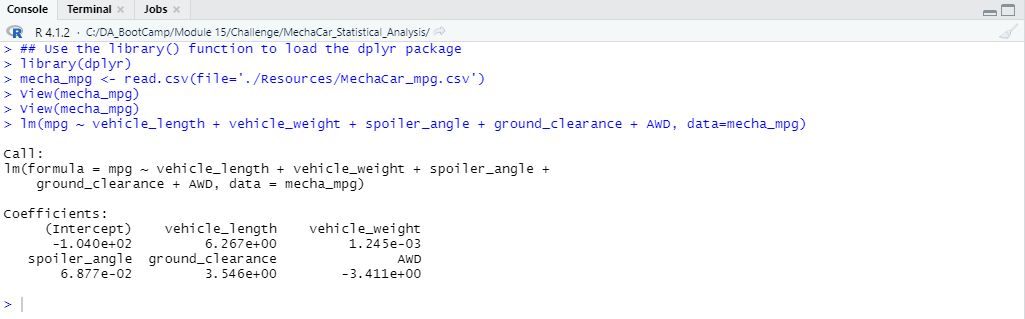 Console Terminal × Jobs ×
R 4.1.2 · C:/DA_BootCamp/Module 15/Challenge/MechaCar_Statistical_Analysis/
> ## Use the library() function to load the dplyr package
> library(dplyr)
> mecha_mpg <- read.csv(file='./Resources/MechaCar_mpg.csv')
> View(mecha_mpg)
> View(mecha_mpg)
> lm(mpg ~ vehicle_length + vehicle_weight + spoiler_angle + ground_clearance + AWD, data=mecha_mpg)
Call:
lm(formula = mpg ~ vehicle_length + vehicle_weight + spoiler_angle +
    ground_clearance + AWD, data = mecha_mpg)
Coefficients:
     (Intercept)    vehicle_length    vehicle_weight
      -1.040e+02         6.267e+00         1.245e-03
   spoiler_angle  ground_clearance               AWD
       6.877e-02         3.546e+00        -3.411e+00
>